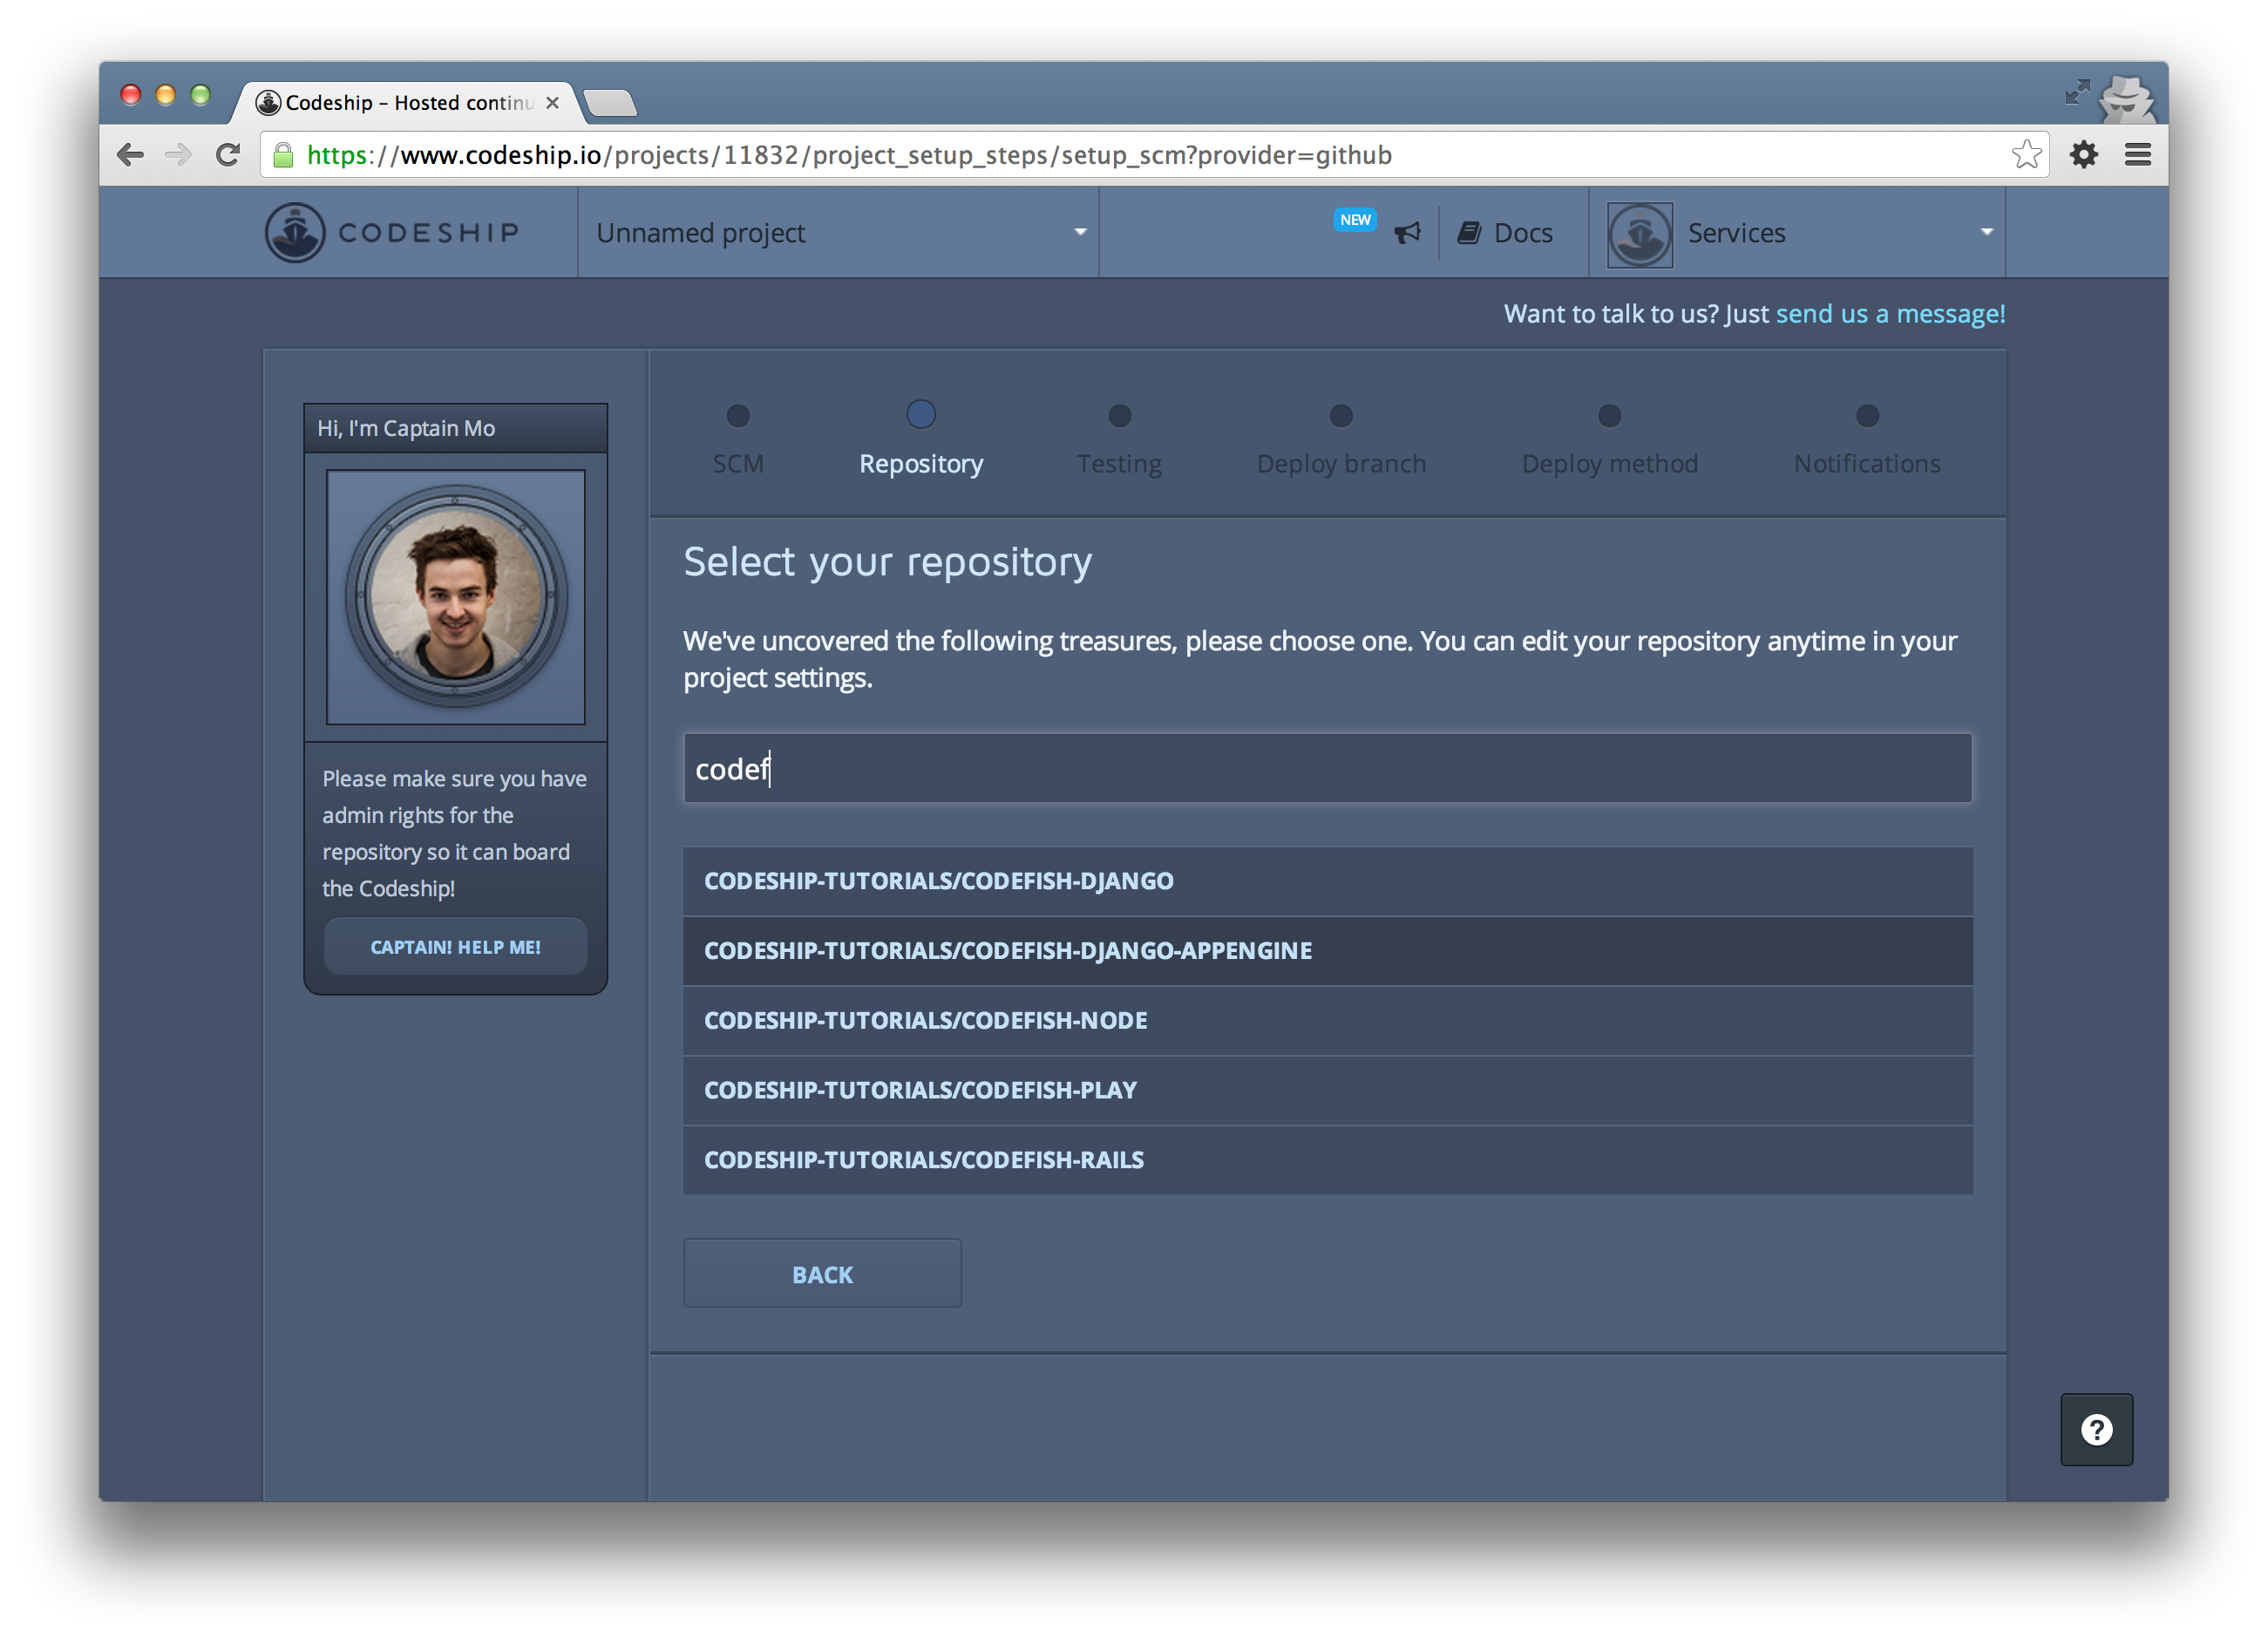 Codeship – Hosted continu
https://www.codeship.io/projects/11832/project_setup_steps/setup_scm?provider=github
CODESHIP
Unnamed project
NEW
Docs
Services
Want to talk to us? Just send us a message!
Hi, I'm Captain Mo
Please make sure you have
admin rights for the
repository so it can board
the Codeship!
CAPTAIN! HELP ME!
SCM
Repository
Testing
Deploy branch
Deploy method
Notifications
Select your repository
We've uncovered the following treasures, please choose one. You can edit your repository anytime in your
project settings.
codef
CODESHIP-TUTORIALS/CODEFISH-DJANGO
CODESHIP-TUTORIALS/CODEFISH-DJANGO-APPENGINE
CODESHIP-TUTORIALS/CODEFISH-NODE
CODESHIP-TUTORIALS/CODEFISH-PLAY
CODESHIP-TUTORIALS/CODEFISH-RAILS
BACK
?